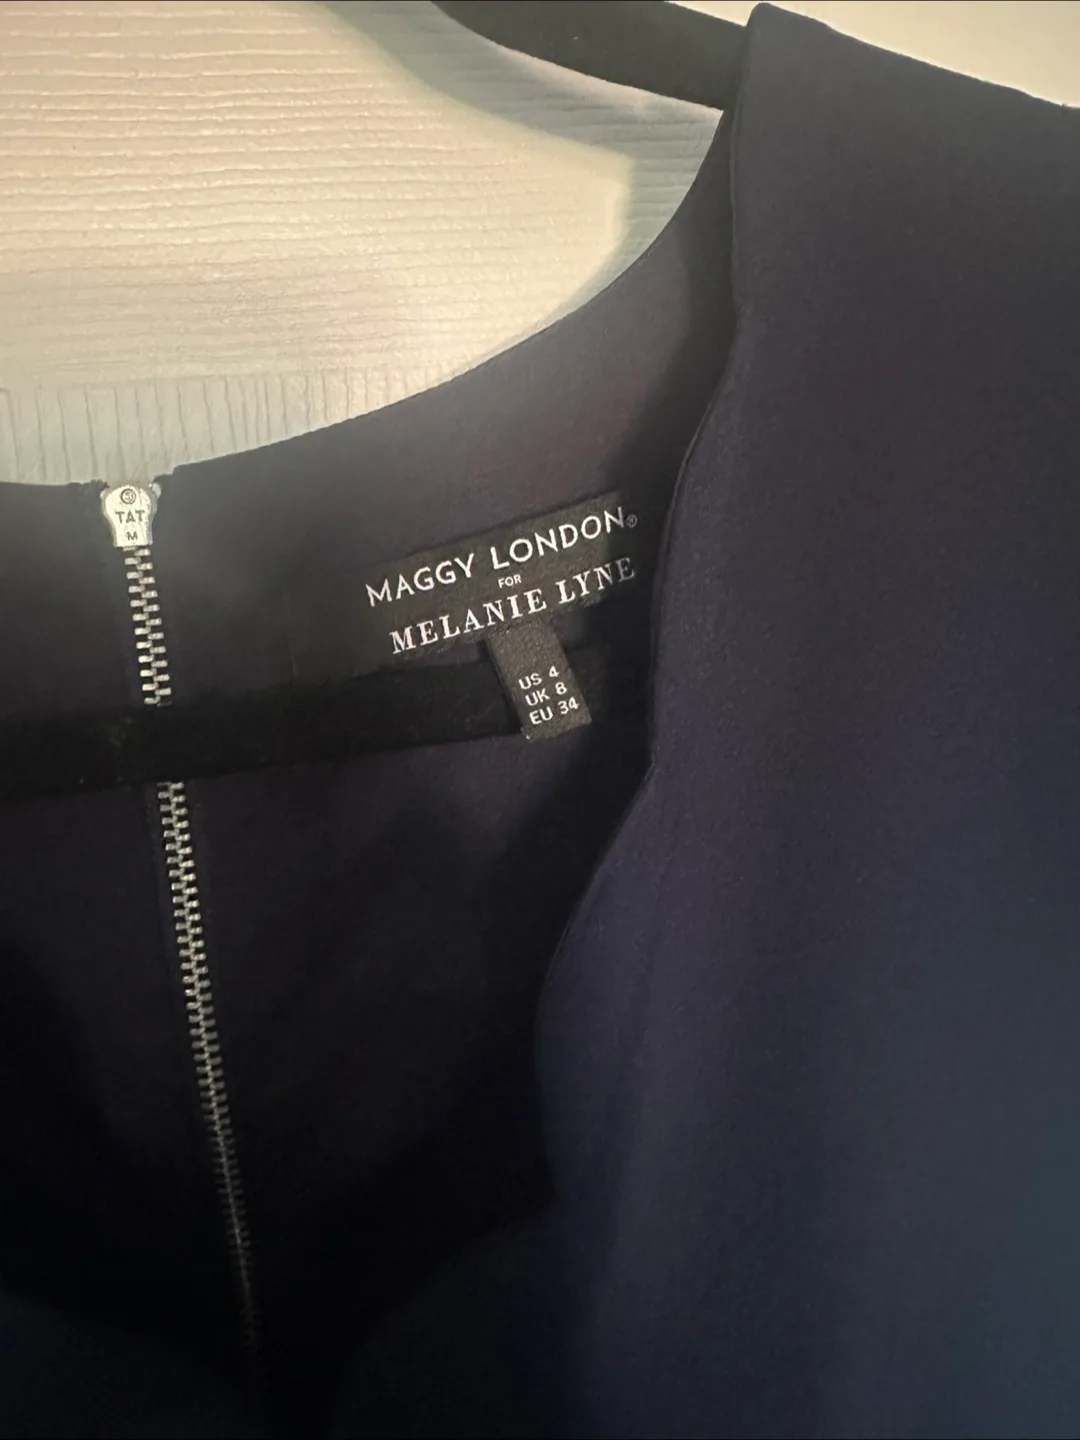 TAT
M
MAGGY LONDON®
FOR
MELANIE LYNE
US 4
UK 8
EU 34